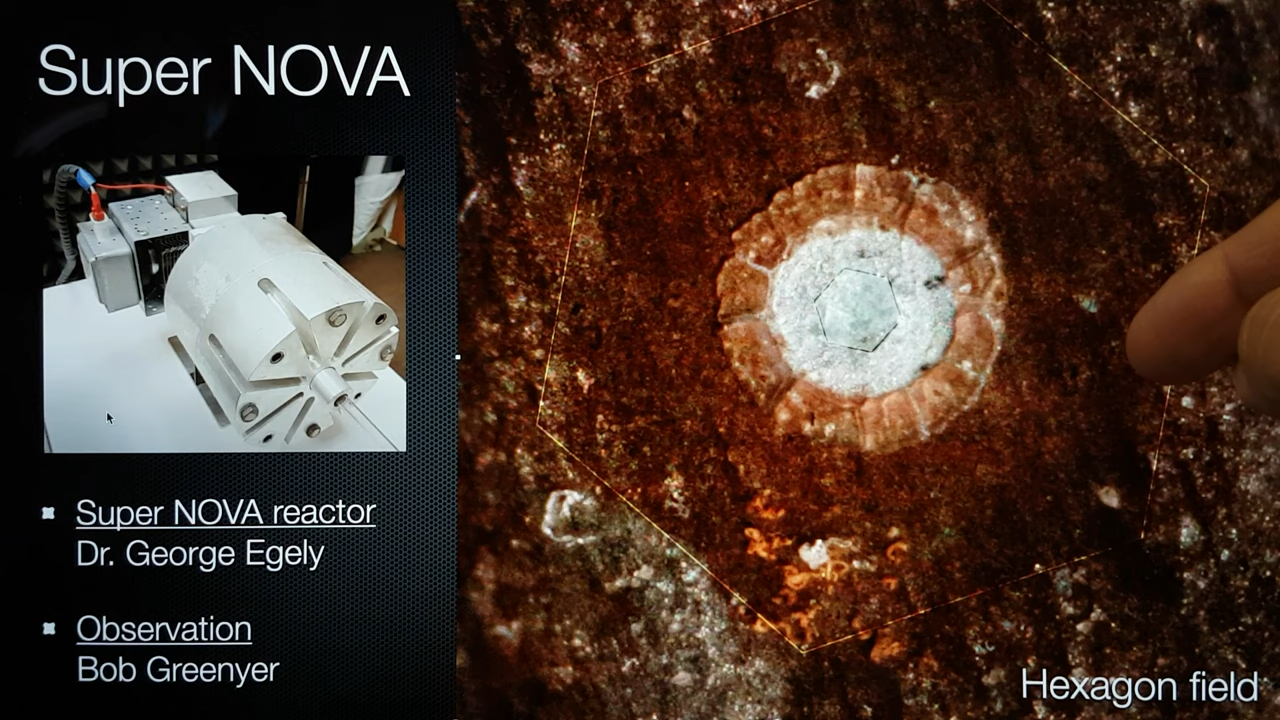 Super NOVA
Super NOVA reactor
Dr. George Egely
Observation
Bob Greenyer
Hexagon field